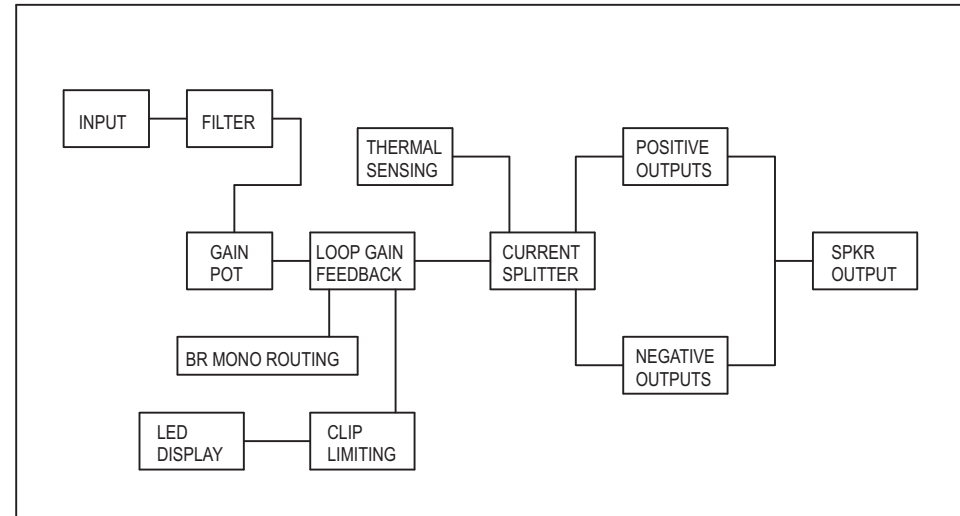 INPUT
FILTER
THERMAL
SENSING
POSITIVE
OUTPUTS
GAIN
POT
LOOP GAIN
FEEDBACK
CURRENT
SPLITTER
SPKR
OUTPUT
BR MONO ROUTING
NEGATIVE
OUTPUTS
LED
DISPLAY
CLIP
LIMITING